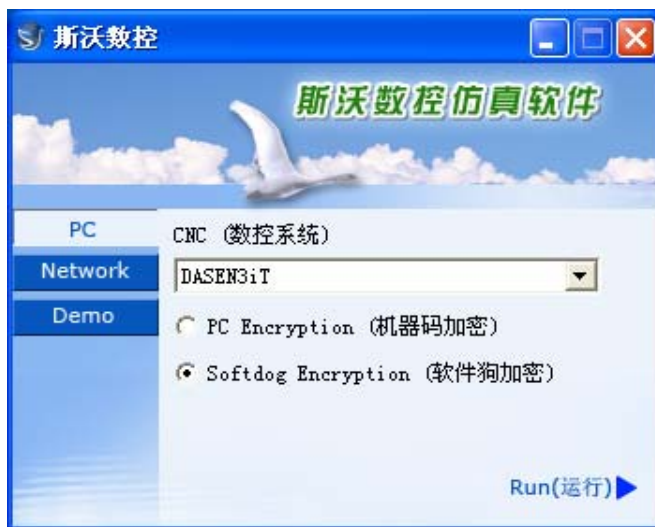 斯沃数控
斯沃数控仿真软件
PC
Network
Demo
CNC (数控系统)
DASEN3iT
PC Encryption (机器码加密)
Softdog Encryption (软件狗加密)
Run(运行)